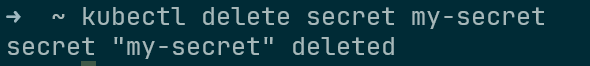 ➜  ~ kubectl delete secret my-secret
secret "my-secret" deleted